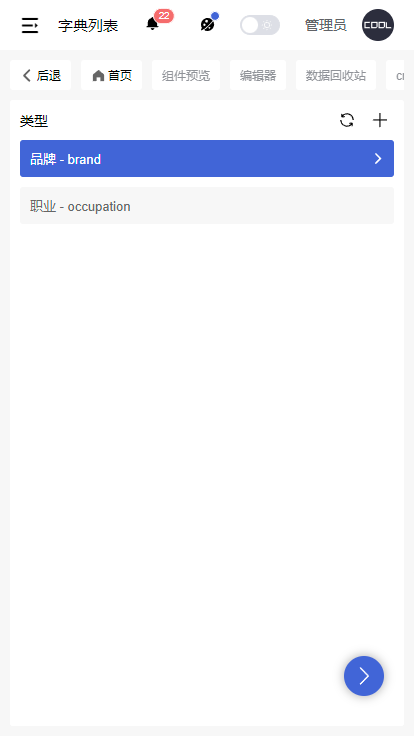 字典列表
22
管理员
COOL
后退
首页
组件预览
编辑器
数据回收站
类型
品牌 - brand
职业 - occupation